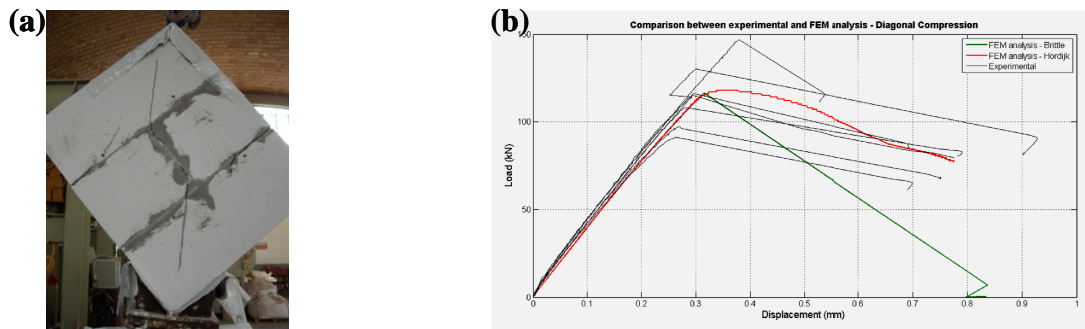 (a)
(b)
Comparison between experimental and FEM analysis - Diagonal Compression
FEM analysis - Brittle
FEM analysis - Hordijk
Experimental
150
100
50
0
Load (kN)
0 0.1 0.2 0.3 0.4 0.5 0.6 0.7 0.8 0.9 1
Displacement (mm)